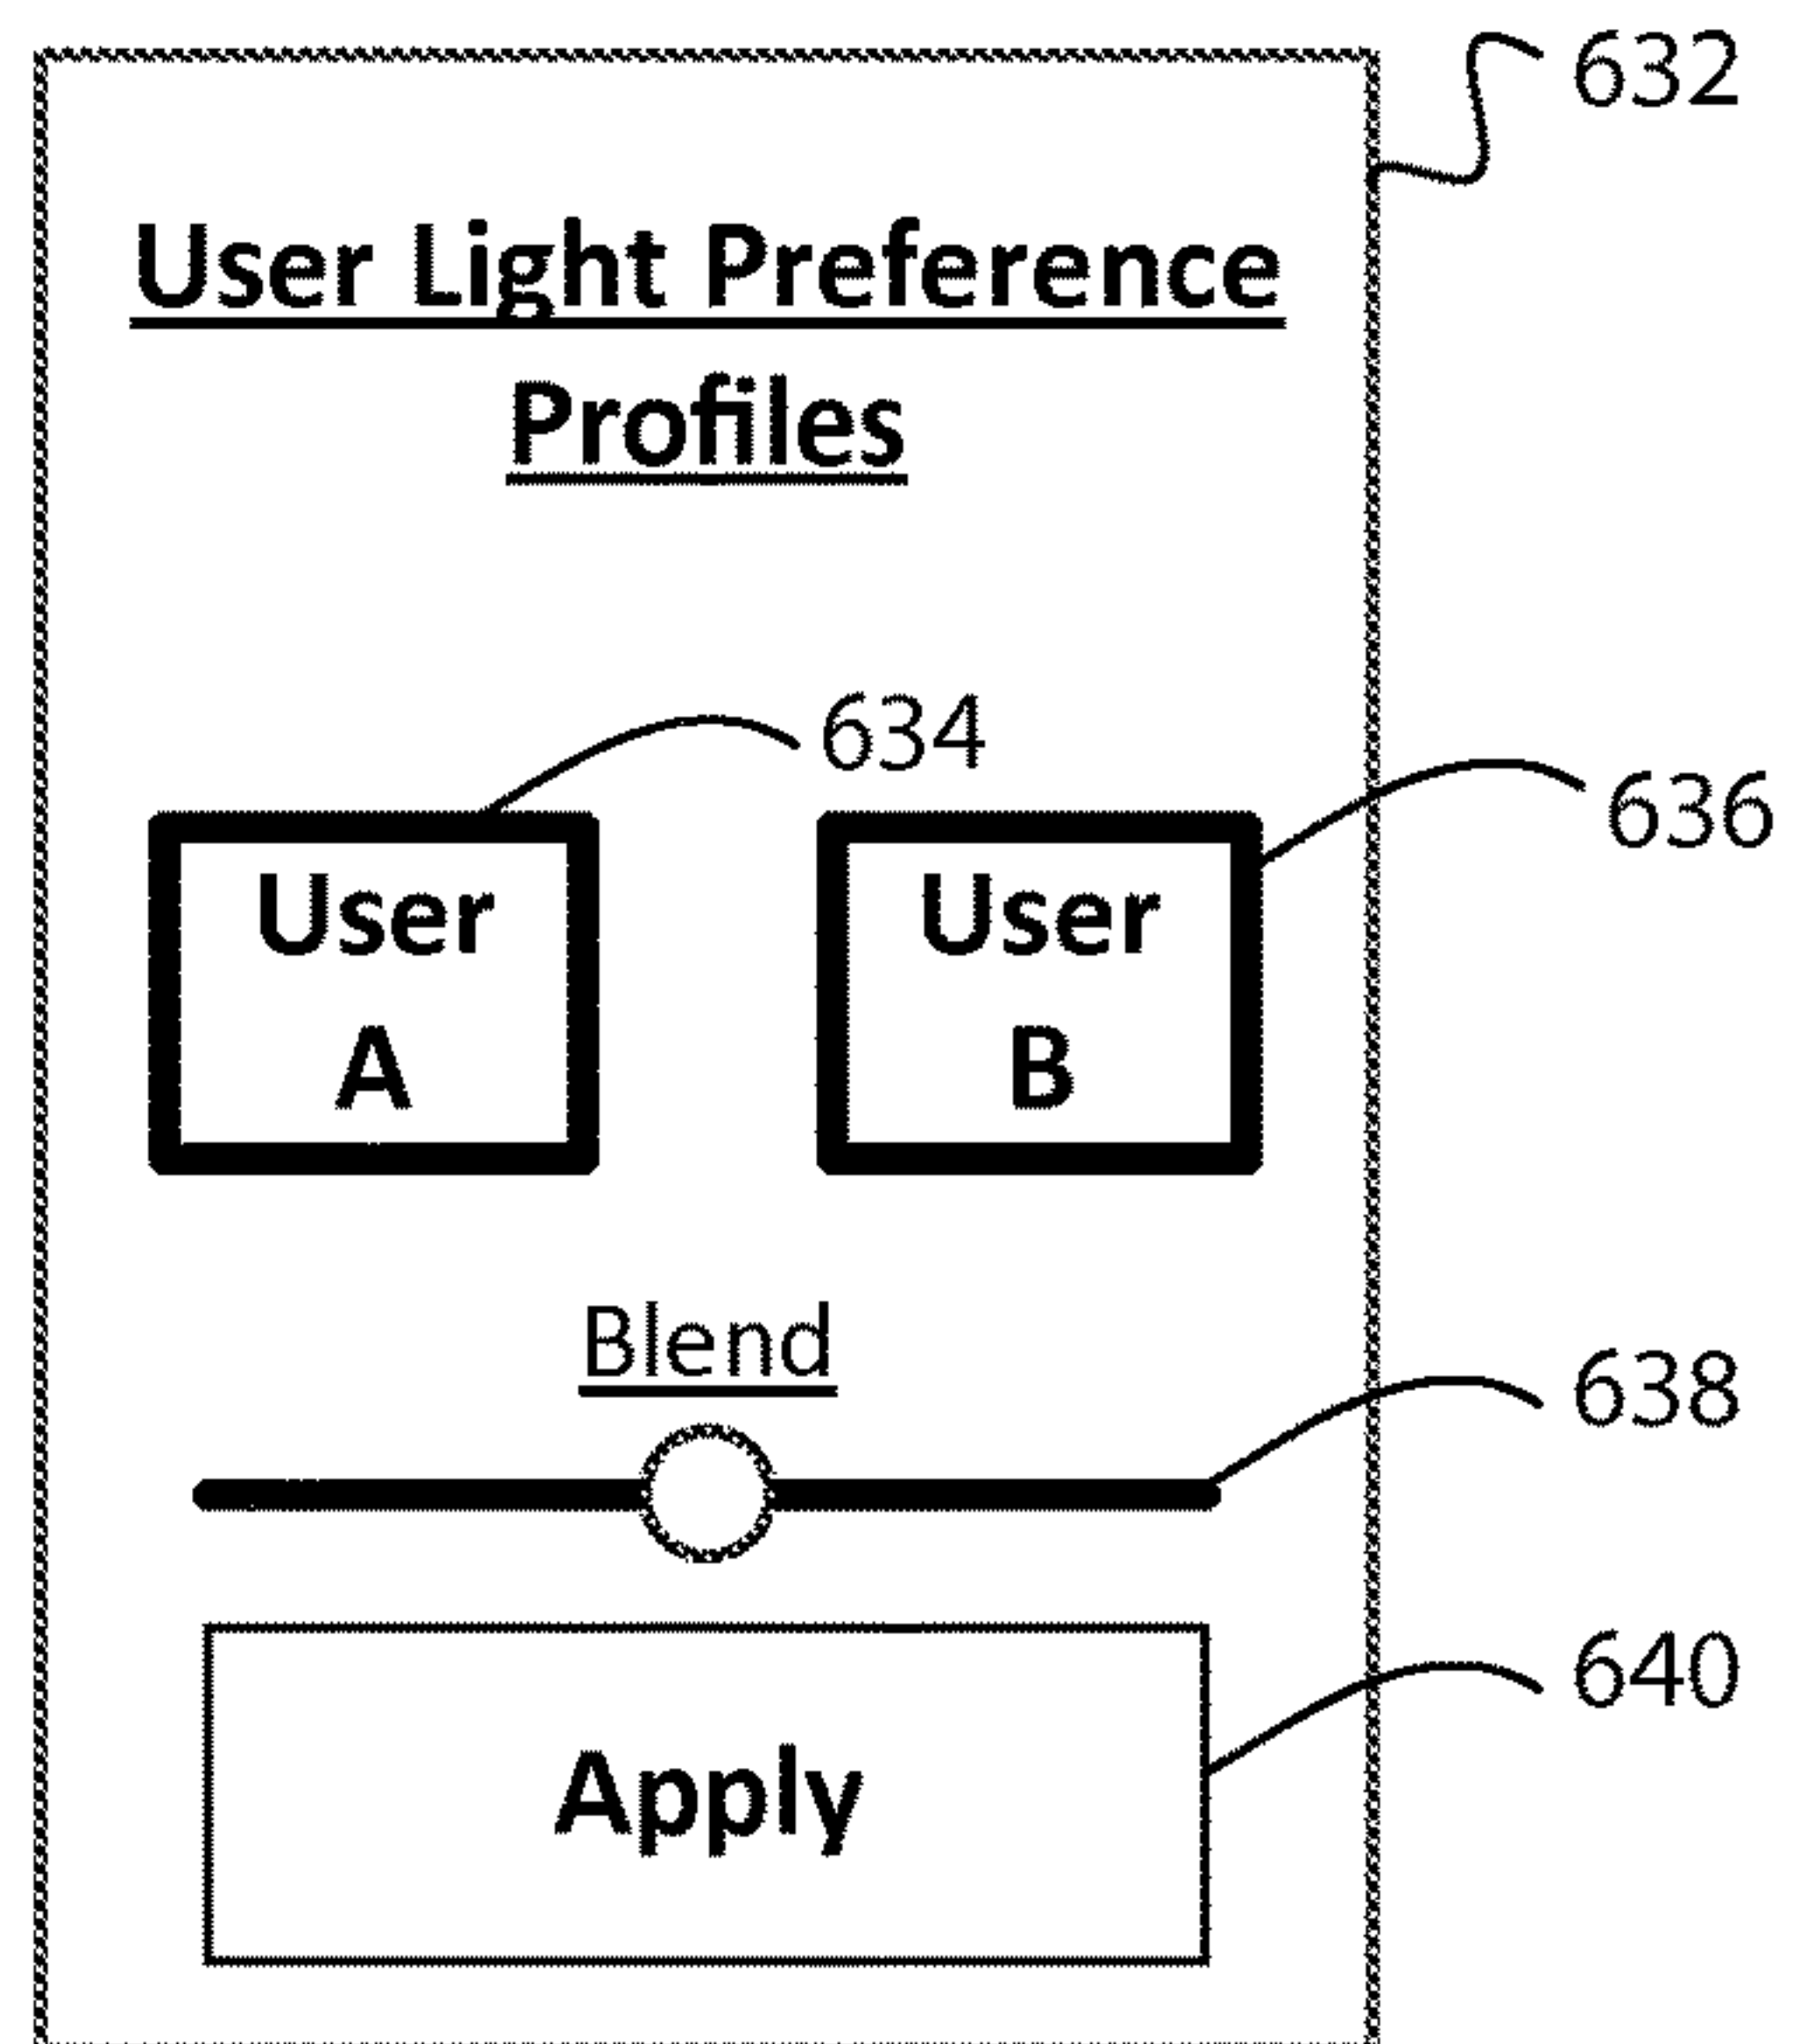 632
User Light Preference
Profiles
634
636
User
A
User
B
Blend
638
640
Apply